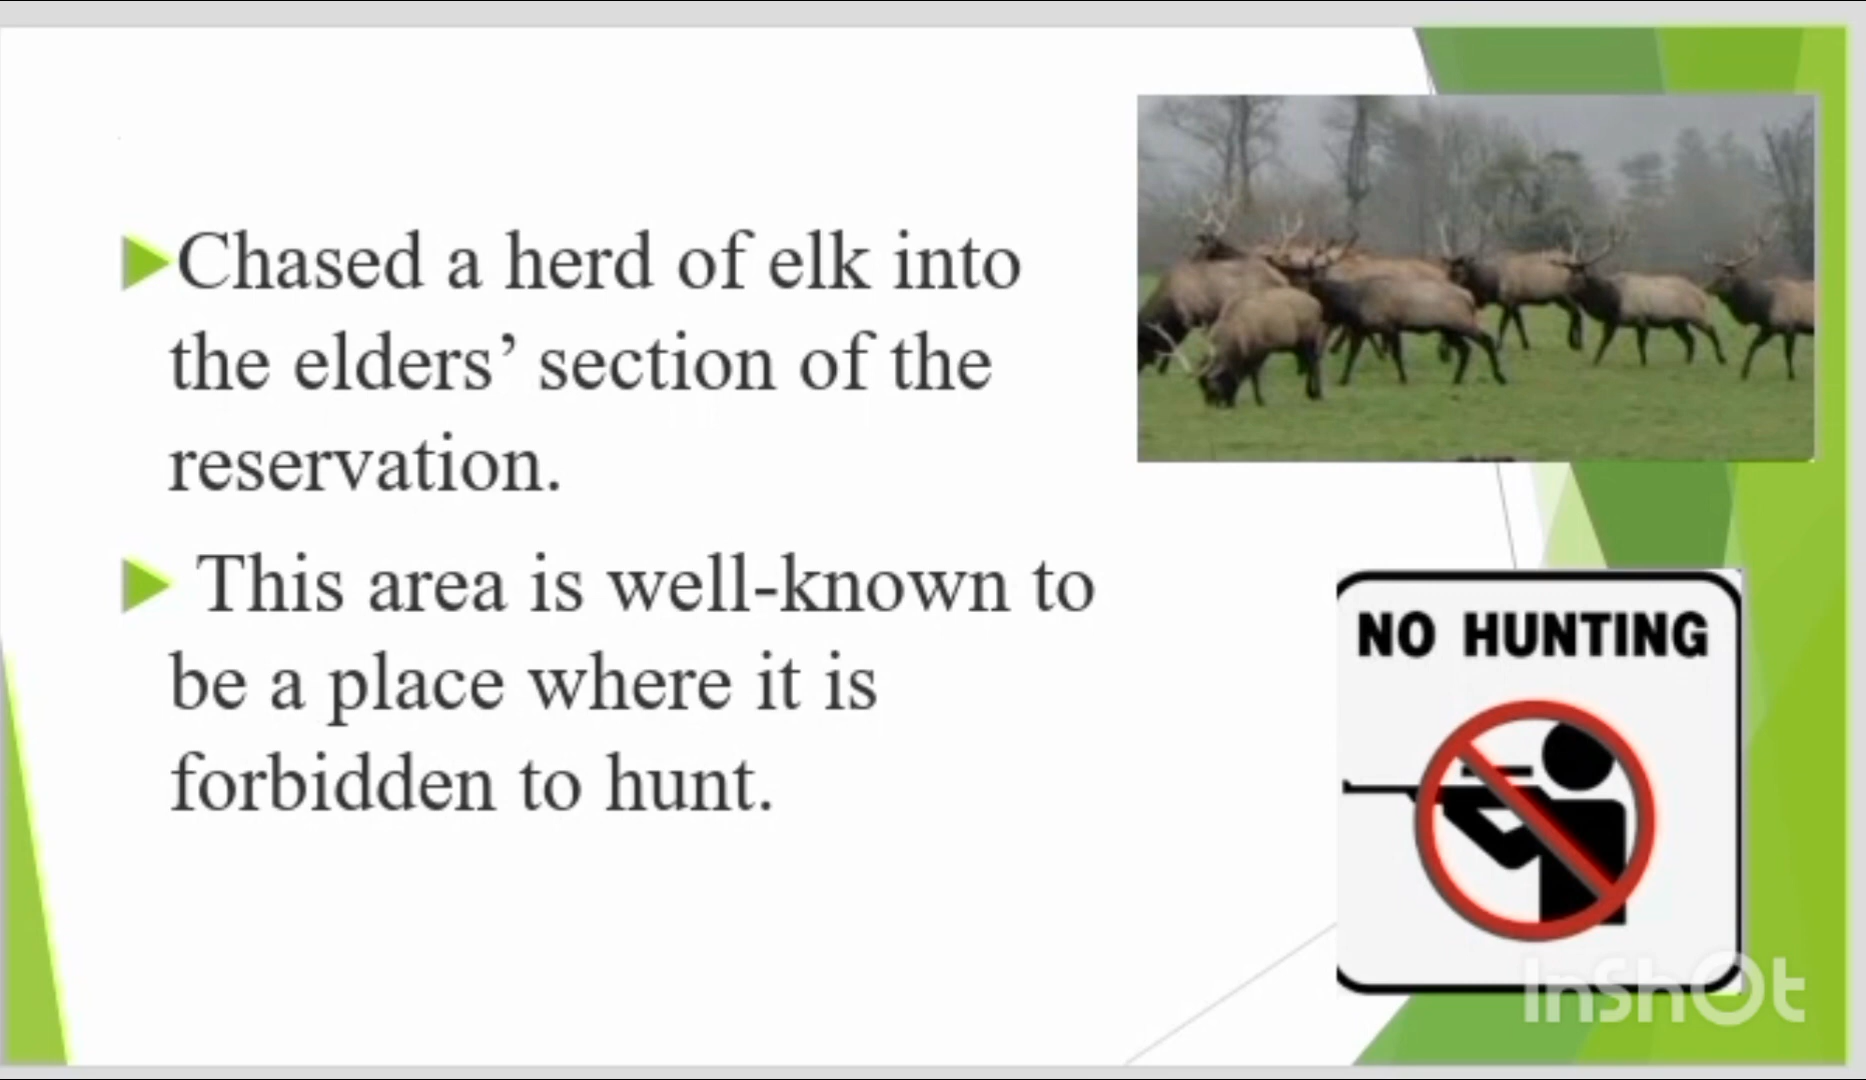 Chased a herd of elk into
the elders’ section of the
reservation.
This area is well-known to
be a place where it is
forbidden to hunt.
NO HUNTING
InShOt